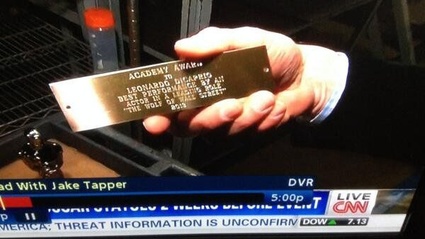 ACADEMY AWARD
TO
LEONARDO DICAPRIO
BEST PERFORMANCE BY AN
ACTOR IN A LEADING ROLE
"THE WOLF OF WALL STREET"
2013
ad With Jake Tapper
DVR
5:00p
p
STATUES 2 WEEKS BEFORE EVENT
LIVE
CNN
MERICA; THREAT INFORMATION IS UNCONFIRM
DOW 7.13